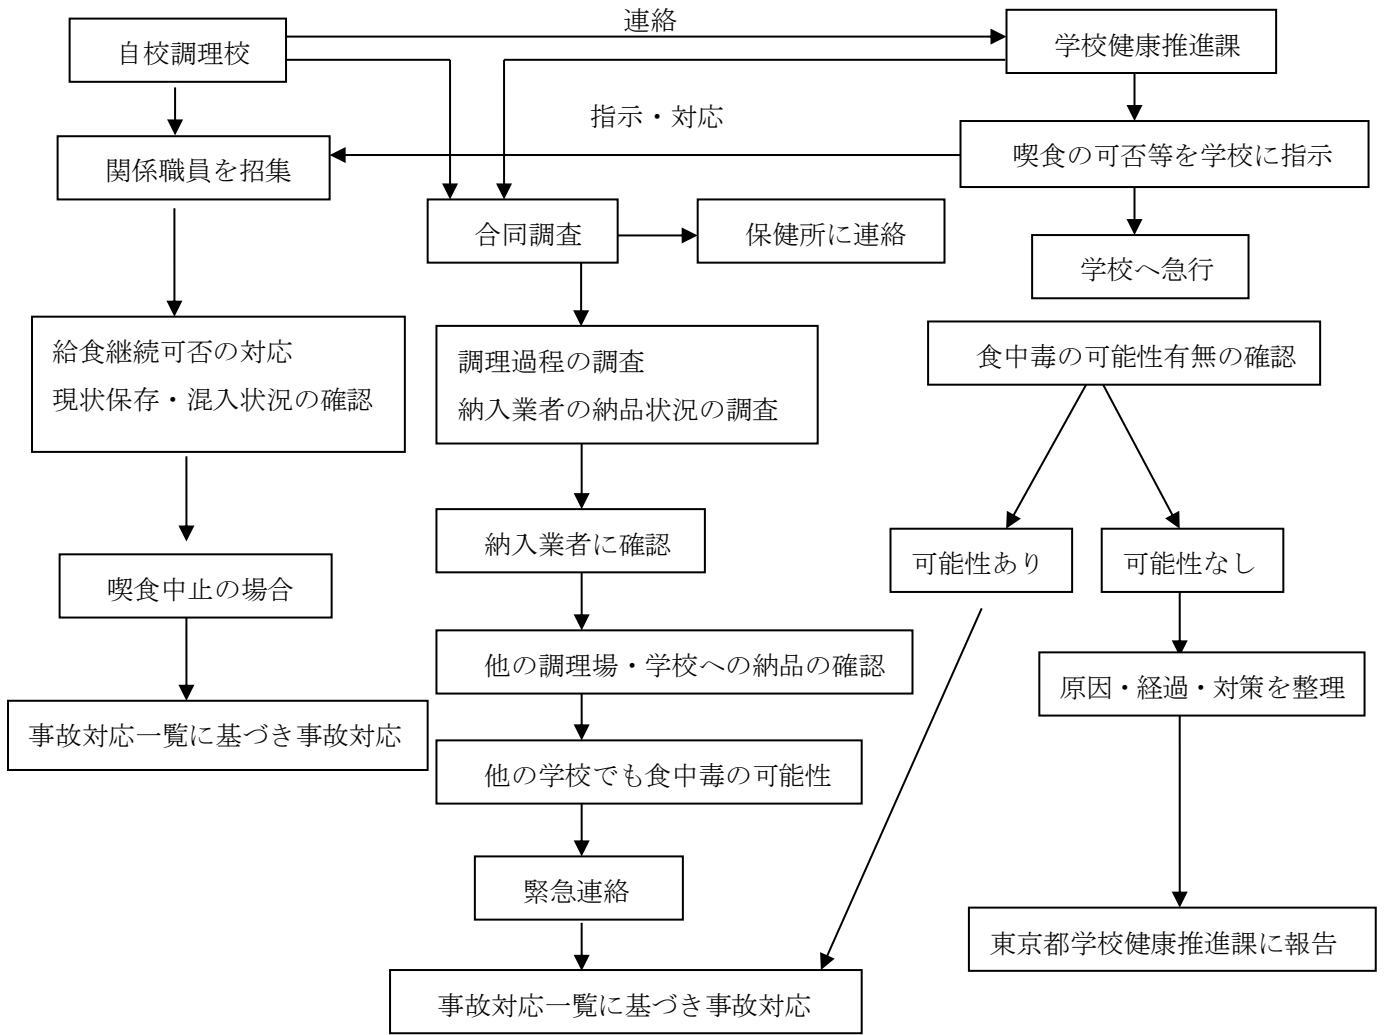 連絡
自校調理校
学校健康推進課
指示・対応
関係職員を招集
喫食の可否等を学校に指示
合同調査
保健所に連絡
学校へ急行
給食継続可否の対応
現状保存・混入状況の確認
調理過程の調査
納入業者の納品状況の調査
食中毒の可能性有無の確認
納入業者に確認
可能性あり
可能性なし
喫食中止の場合
他の調理場・学校への納品の確認
原因・経過・対策を整理
事故対応一覧に基づき事故対応
他の学校でも食中毒の可能性
緊急連絡
東京都学校健康推進課に報告
事故対応一覧に基づき事故対応